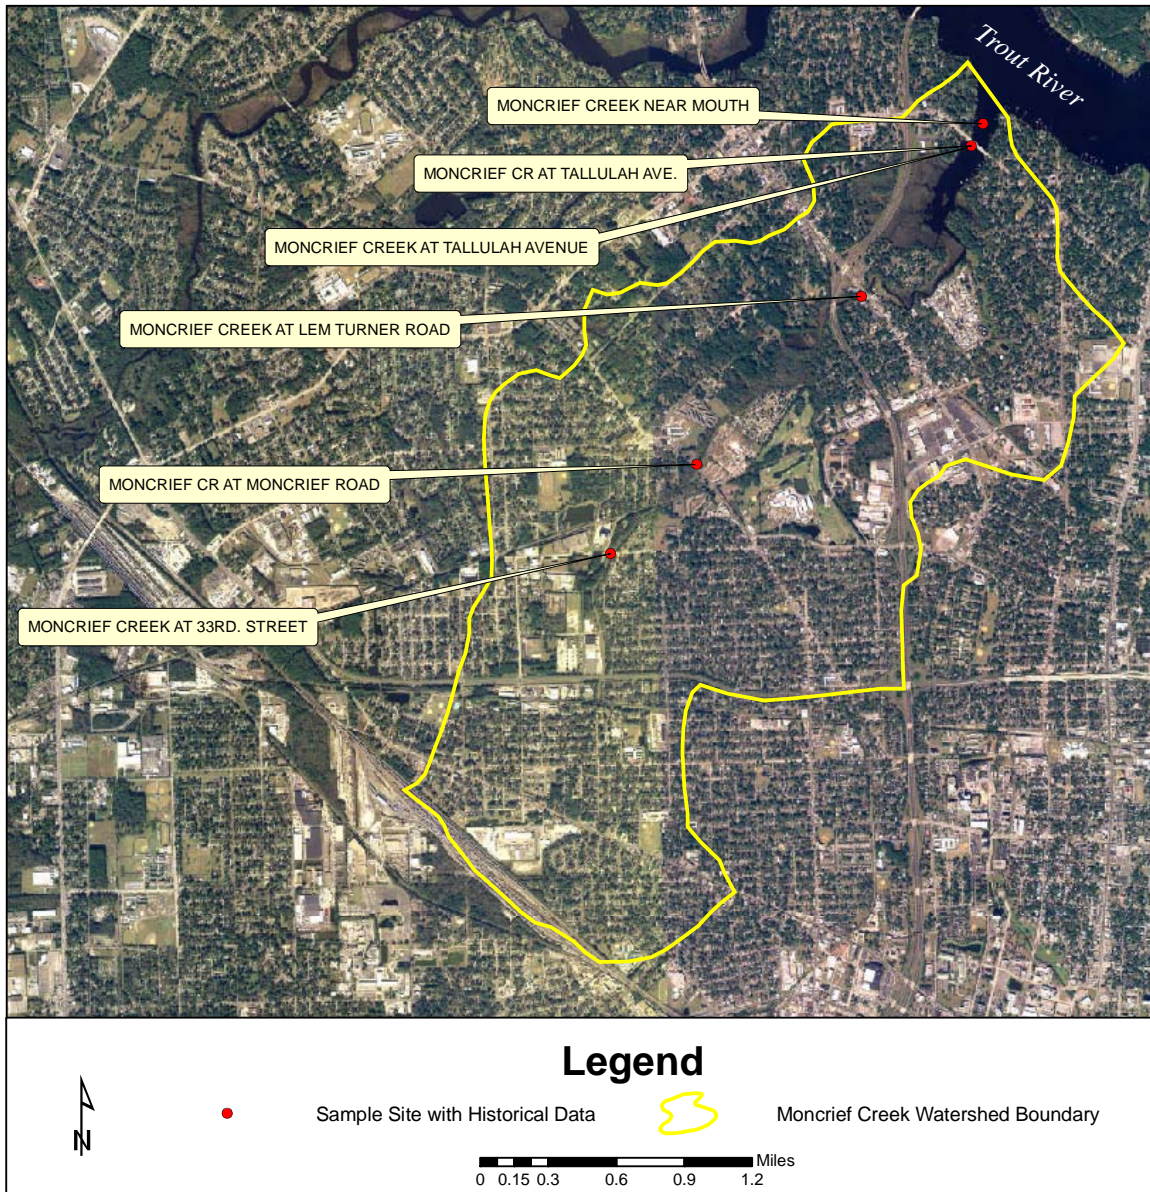 Trout River
MONCRIEF CREEK NEAR MOUTH
MONCRIEF CR AT TALLULAH AVE.
MONCRIEF CREEK AT TALLULAH AVENUE
MONCRIEF CREEK AT LEM TURNER ROAD
MONCRIEF CR AT MONCRIEF ROAD
MONCRIEF CREEK AT 33RD. STREET
Legend
N
Sample Site with Historical Data
Moncrief Creek Watershed Boundary
Miles
0 0.15 0.3 0.6 0.9 1.2